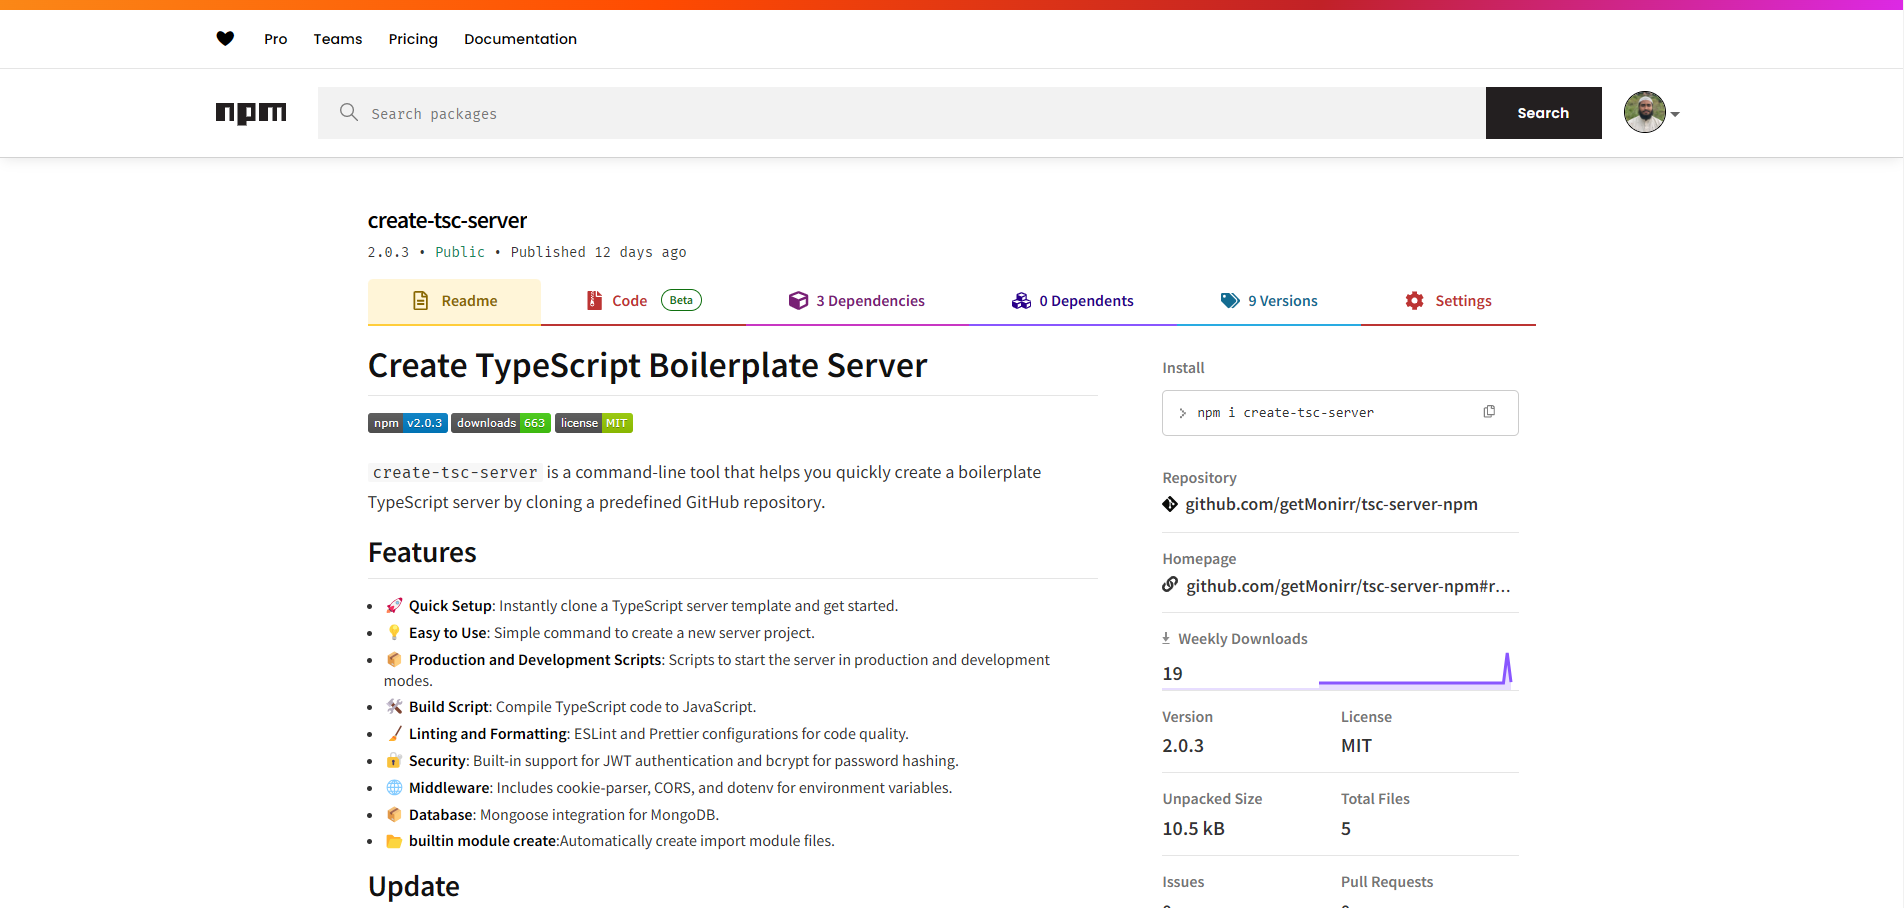 Pro Teams Pricing Documentation
npm Search packages Search
create-tsc-server
2.0.3 • Public • Published 12 days ago
Readme Code Beta 3 Dependencies 0 Dependents 9 Versions Settings
Create TypeScript Boilerplate Server
npm v2.0.3 downloads 663 license MIT
create-tsc-server is a command-line tool that helps you quickly create a boilerplate
TypeScript server by cloning a predefined GitHub repository.
Features
• 🚀 Quick Setup: Instantly clone a TypeScript server template and get started.
• 💡 Easy to Use: Simple command to create a new server project.
• 📦 Production and Development Scripts: Scripts to start the server in production and development
modes.
• 🛠 Build Script: Compile TypeScript code to JavaScript.
• 🖌 Linting and Formatting: ESLint and Prettier configurations for code quality.
• 🔐 Security: Built-in support for JWT authentication and bcrypt for password hashing.
• 🌐 Middleware: Includes cookie-parser, CORS, and dotenv for environment variables.
• 📦 Database: Mongoose integration for MongoDB.
• 📂 builtin module create:Automatically create import module files.
Update
Install
> npm i create-tsc-server
Repository
github.com/getMonirr/tsc-server-npm
Homepage
github.com/getMonirr/tsc-server-npm#r...
Weekly Downloads
19
Version License
2.0.3 MIT
Unpacked Size Total Files
10.5 kB 5
Issues Pull Requests